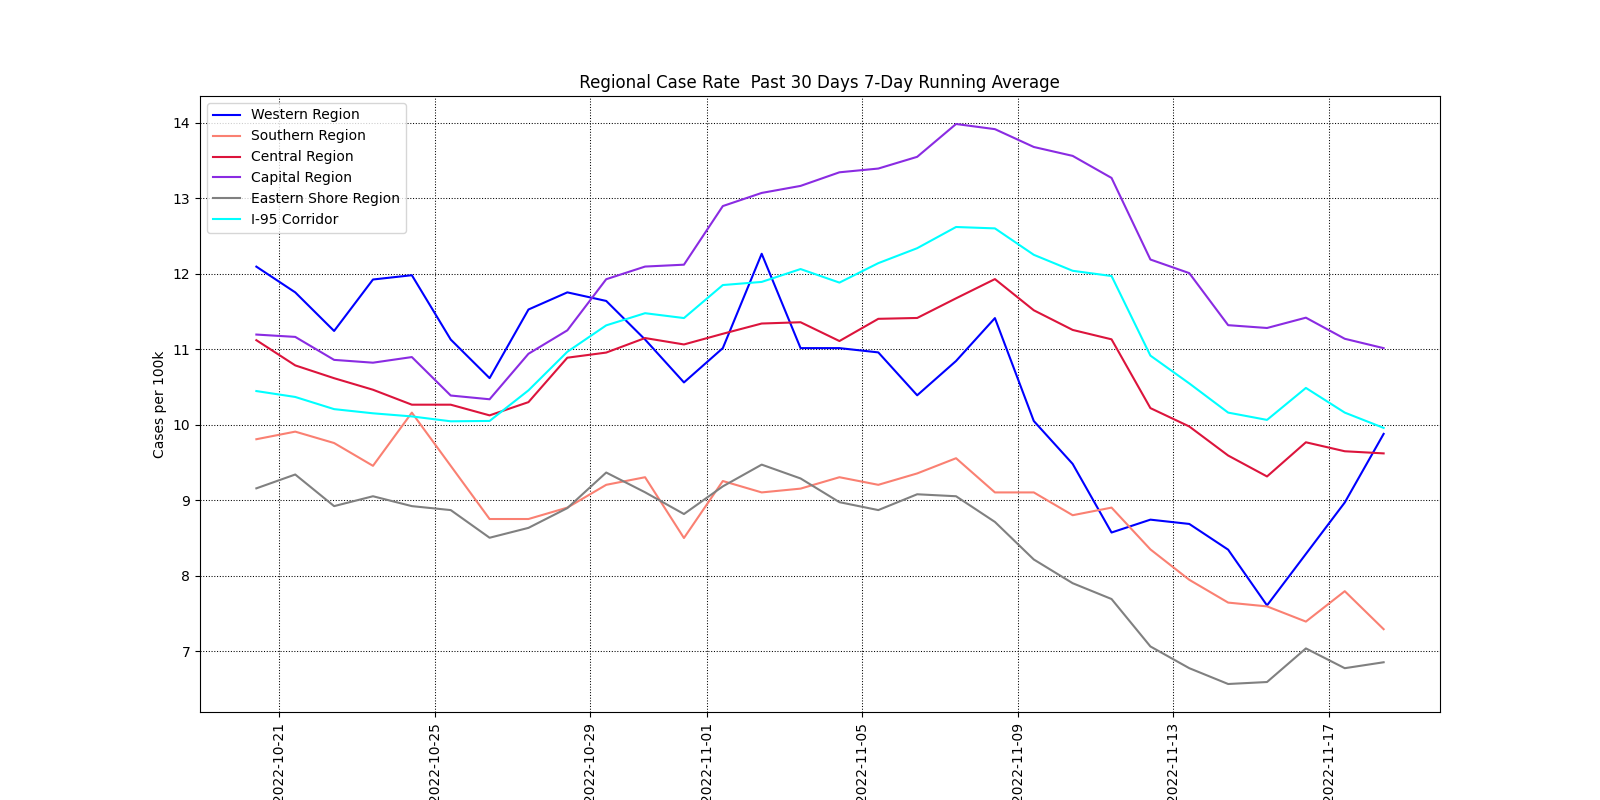 Regional Case Rate  Past 30 Days 7-Day Running Average
Western Region
Southern Region
Central Region
Capital Region
Eastern Shore Region
I-95 Corridor
Cases per 100k
14
13
12
11
10
9
8
7
2022-10-21
2022-10-25
2022-10-29
2022-11-01
2022-11-05
2022-11-09
2022-11-13
2022-11-17